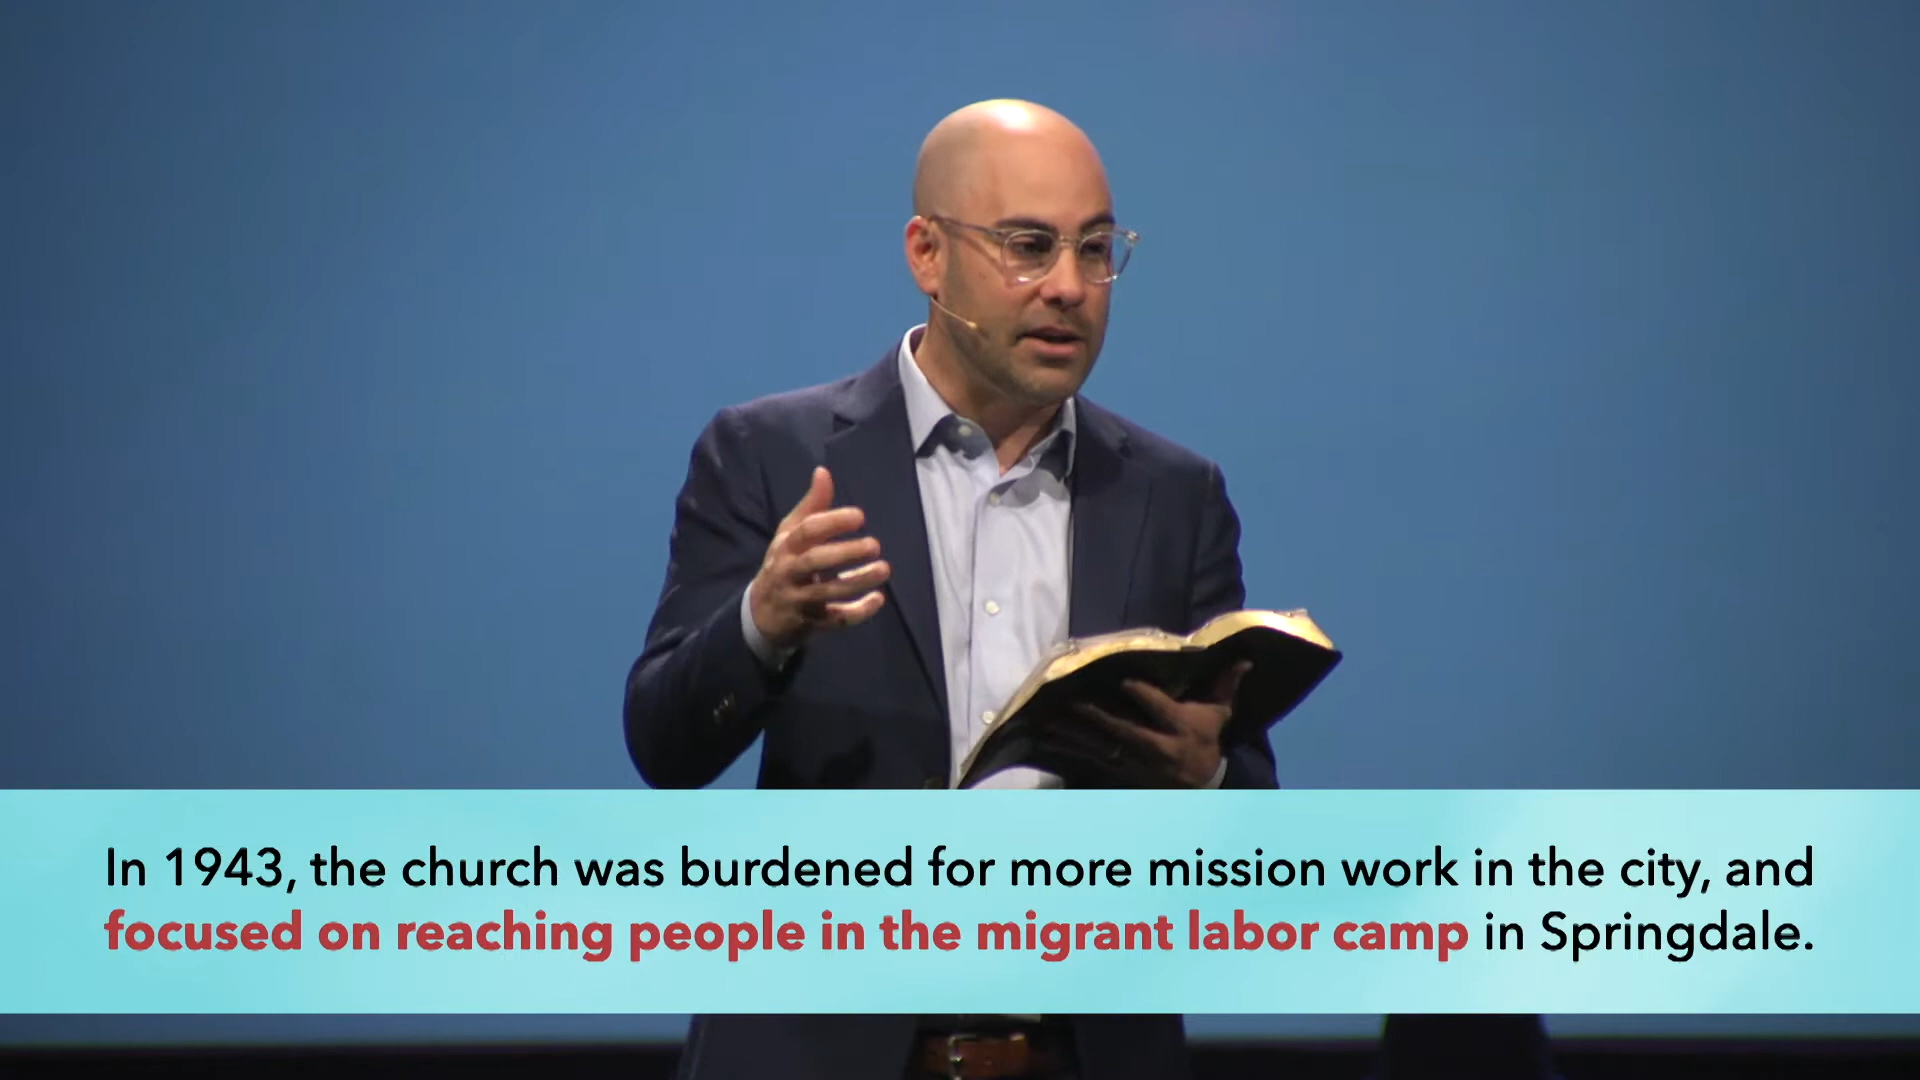 In 1943, the church was burdened for more mission work in the city, and
focused on reaching people in the migrant labor camp in Springdale.